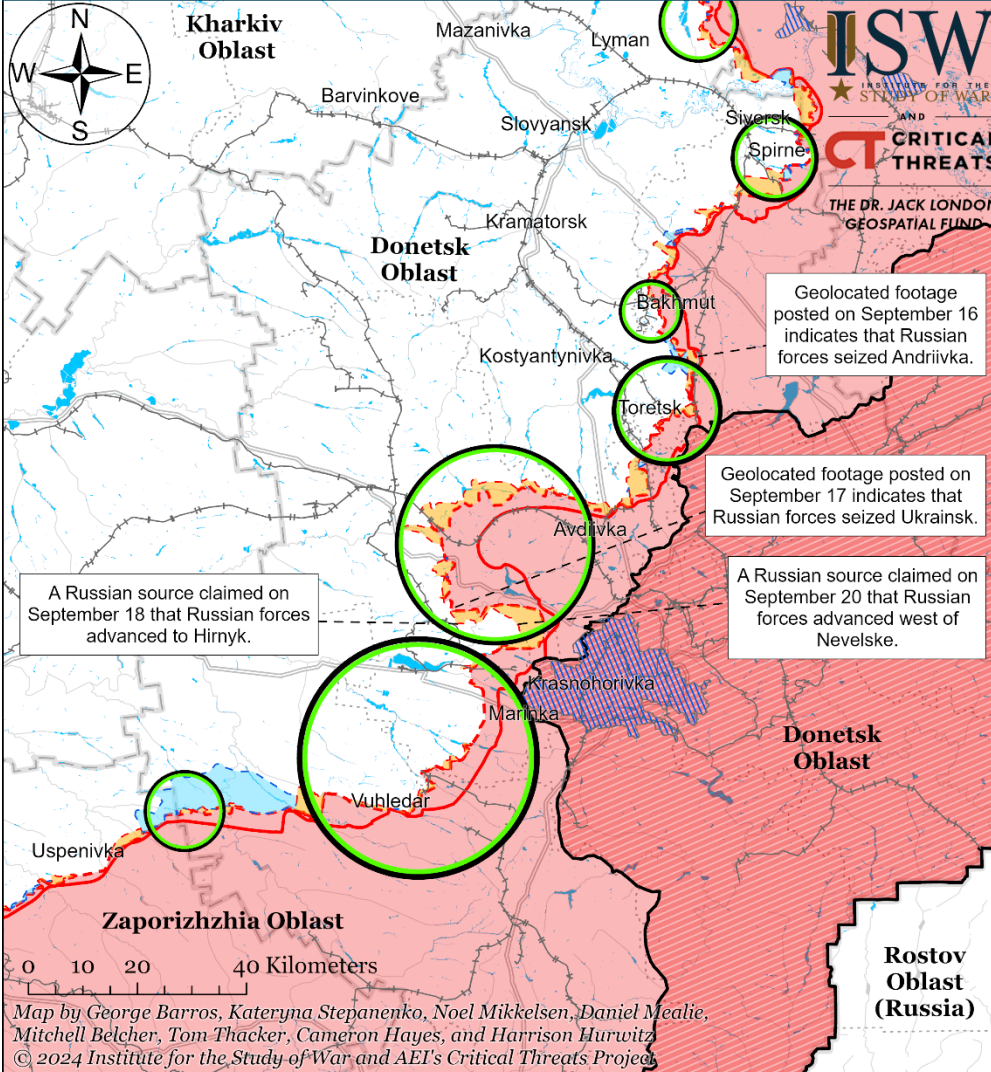 N
W
E
S
Kharkiv
Oblast
Mazanivka
Lyman
Barvinkove
Slovyansk
Siversk
Spirne
ISW
INSTITUTE FOR THE
STUDY OF WAR
AND
CT CRITICAL
THREATS
THE DR. JACK LONDON
GEOSPATIAL FUND
Kramatorsk
Donetsk
Oblast
Bakhmut
Geolocated footage
posted on September 16
indicates that Russian
forces seized Andriivka.
Kostyantynivka
Toretsk
Geolocated footage posted on
September 17 indicates that
Russian forces seized Ukrainsk.
Avdiivka
A Russian source claimed on
September 18 that Russian forces
advanced to Hirnyk.
A Russian source claimed on
September 20 that Russian
forces advanced west of
Nevelske.
Krasnohorivka
Marinka
Donetsk
Oblast
Vuhledar
Uspenivka
Zaporizhzhia Oblast
0 10 20 40 Kilometers
Rostov
Oblast
(Russia)
Map by George Barros, Kateryna Stepanenko, Noel Mikkelsen, Daniel Mealie,
Mitchell Belcher, Tom Thacker, Cameron Hayes, and Harrison Hurwitz
© 2024 Institute for the Study of War and AEI's Critical Threats Project